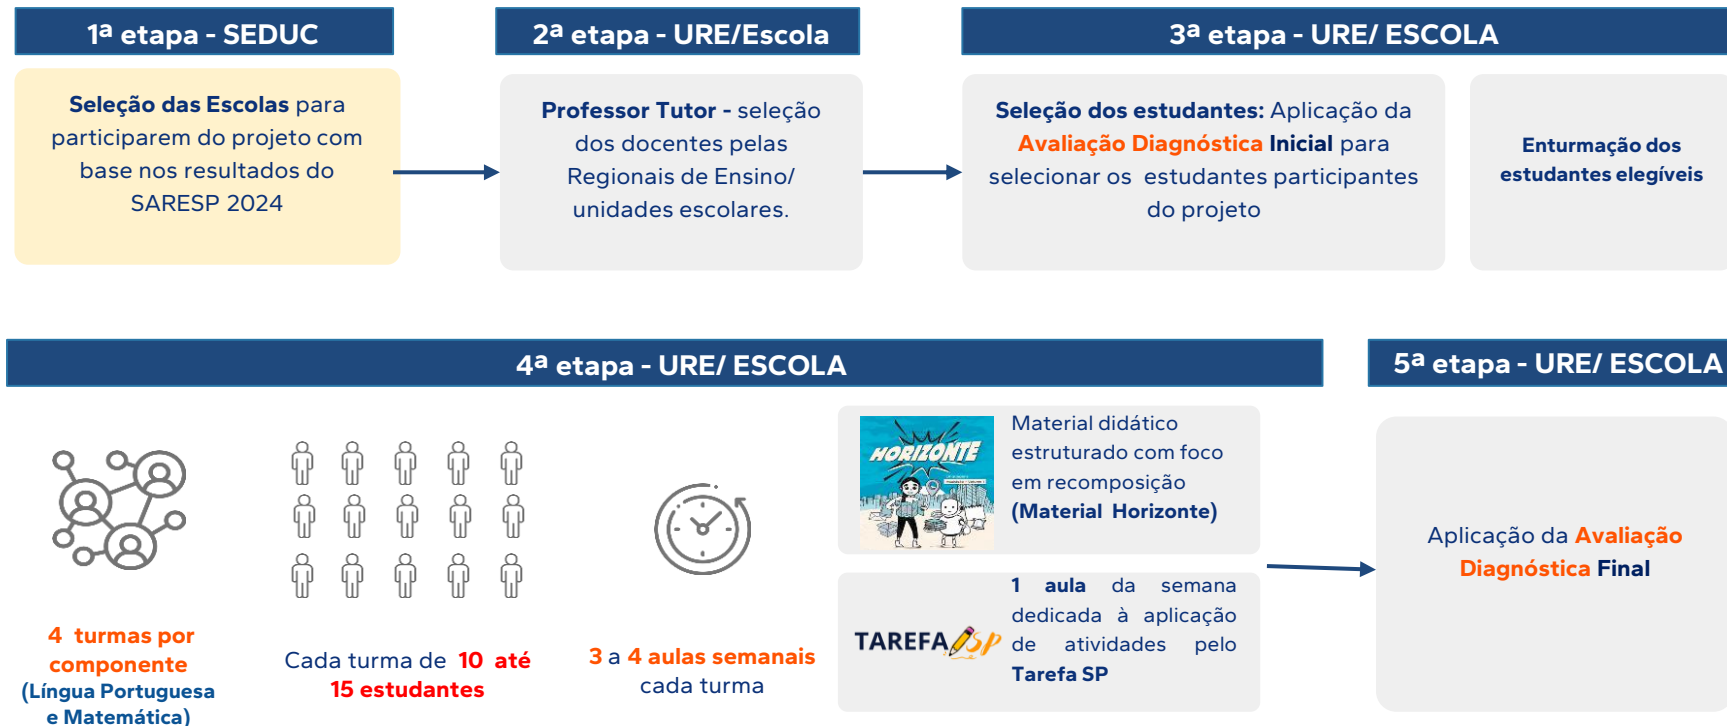 1ª etapa - SEDUC
2ª etapa - URE/Escola
3ª etapa - URE/ ESCOLA
Seleção das Escolas para
participarem do projeto com
base nos resultados do
SARESP 2024
Professor Tutor - seleção
dos docentes pelas
Regionais de Ensino/
unidades escolares.
Seleção dos estudantes: Aplicação da
Avaliação Diagnóstica Inicial para
selecionar os estudantes participantes
do projeto
Enturmação dos
estudantes elegíveis
4ª etapa - URE/ ESCOLA
5ª etapa - URE/ ESCOLA
4 turmas por
componente
(Língua Portuguesa
e Matemática)
Cada turma de 10 até
15 estudantes
3 a 4 aulas semanais
cada turma
HORIZONTE
Material didático
estruturado com foco
em recomposição
(Material Horizonte)
TAREFA SP
1 aula da semana
dedicada à aplicação
de atividades pelo
Tarefa SP
Aplicação da Avaliação
Diagnóstica Final